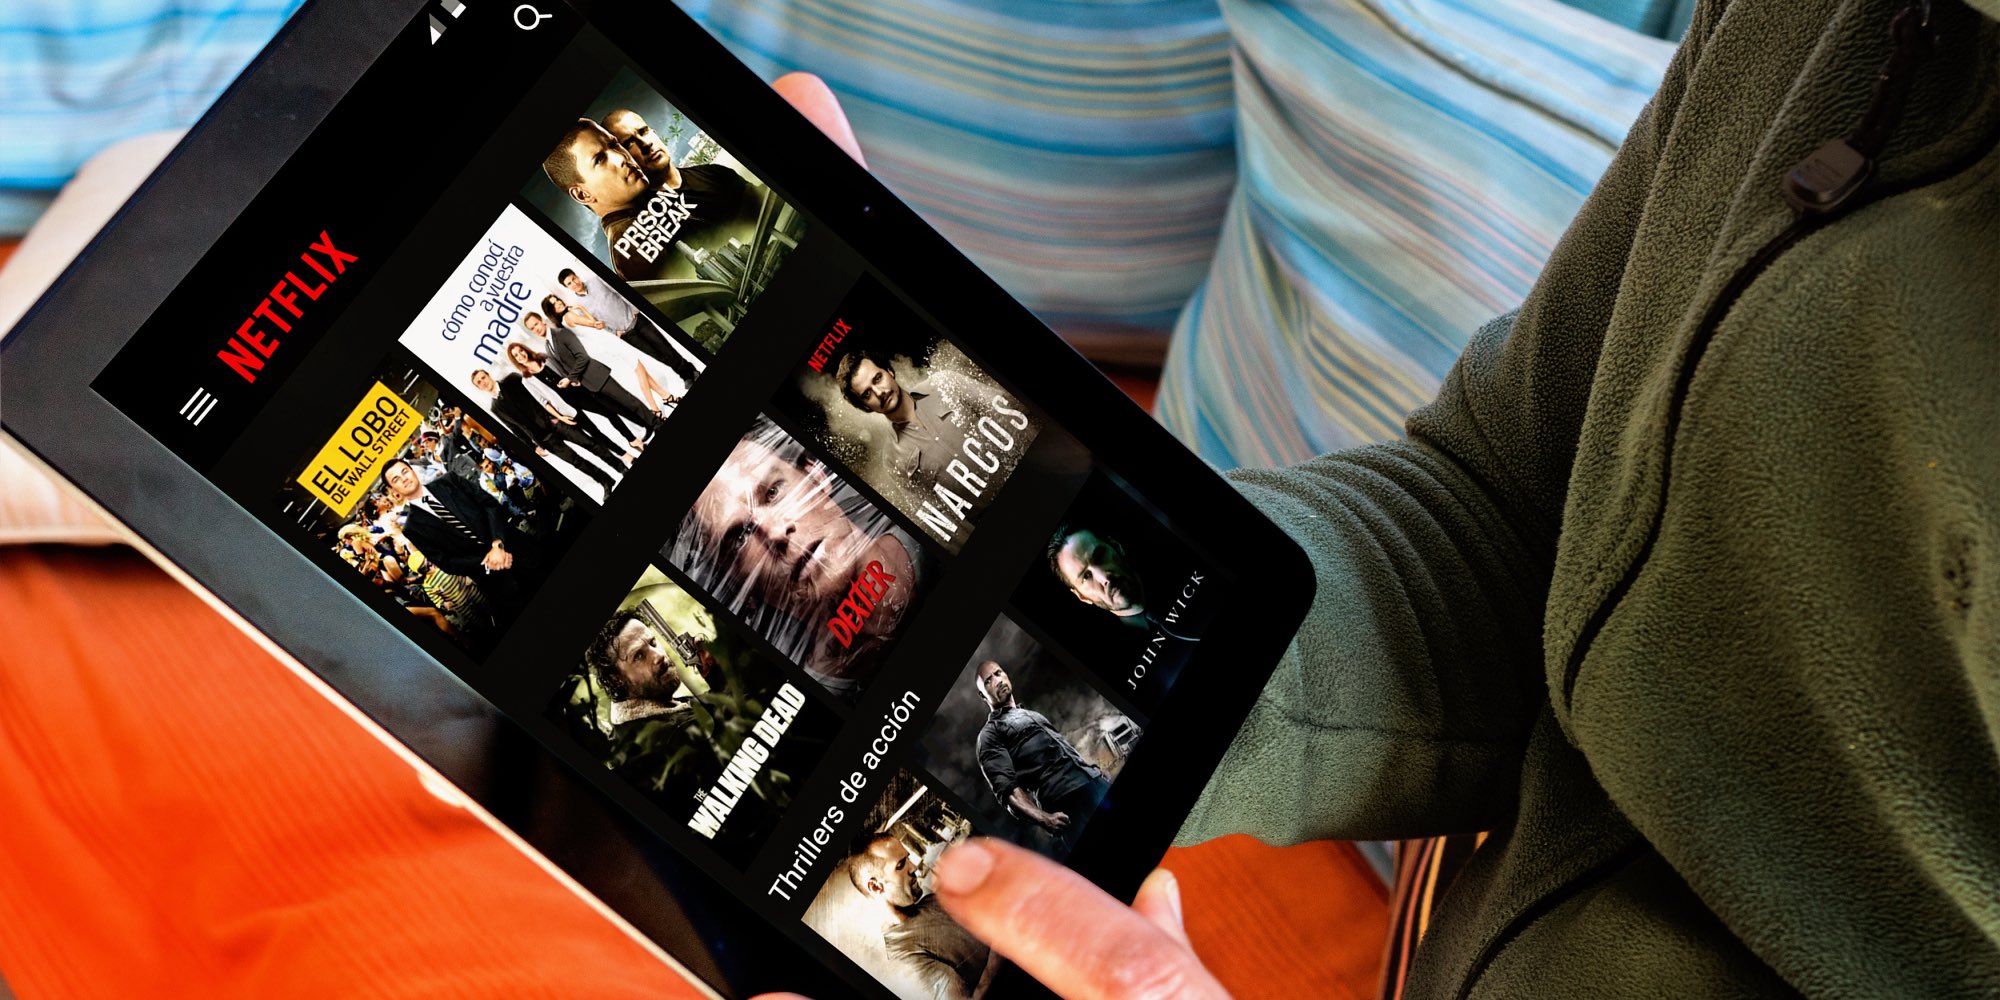 NETFLIX
EL LOBO
DE WALL STREET
cómo conocí
a vuestra
madre
PRISON
BREAK
THE
WALKING DEAD
DEXTER
NETFLIX
NARCOS
Thrillers de acción
JOHN WICK